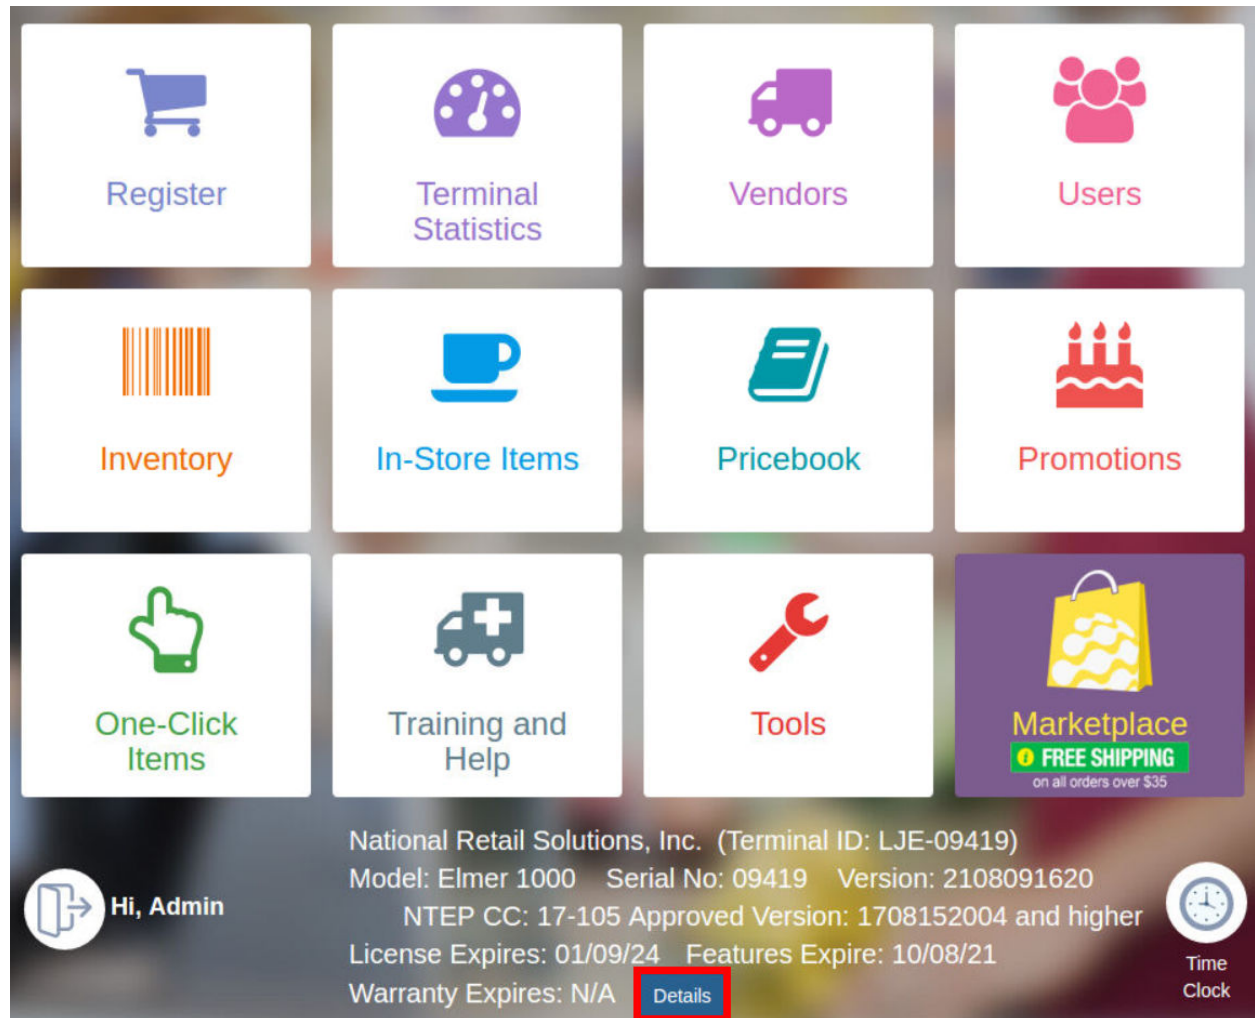 Register
Terminal
Statistics
Vendors
Users
Inventory
In-Store Items
Pricebook
Promotions
One-Click
Items
Training and
Help
Tools
Marketplace
i FREE SHIPPING
on all orders over $35
Hi, Admin
National Retail Solutions, Inc. (Terminal ID: LJE-09419)
Model: Elmer 1000 Serial No: 09419 Version: 2108091620
NTEP CC: 17-105 Approved Version: 1708152004 and higher
License Expires: 01/09/24 Features Expire: 10/08/21
Warranty Expires: N/A Details
Time
Clock